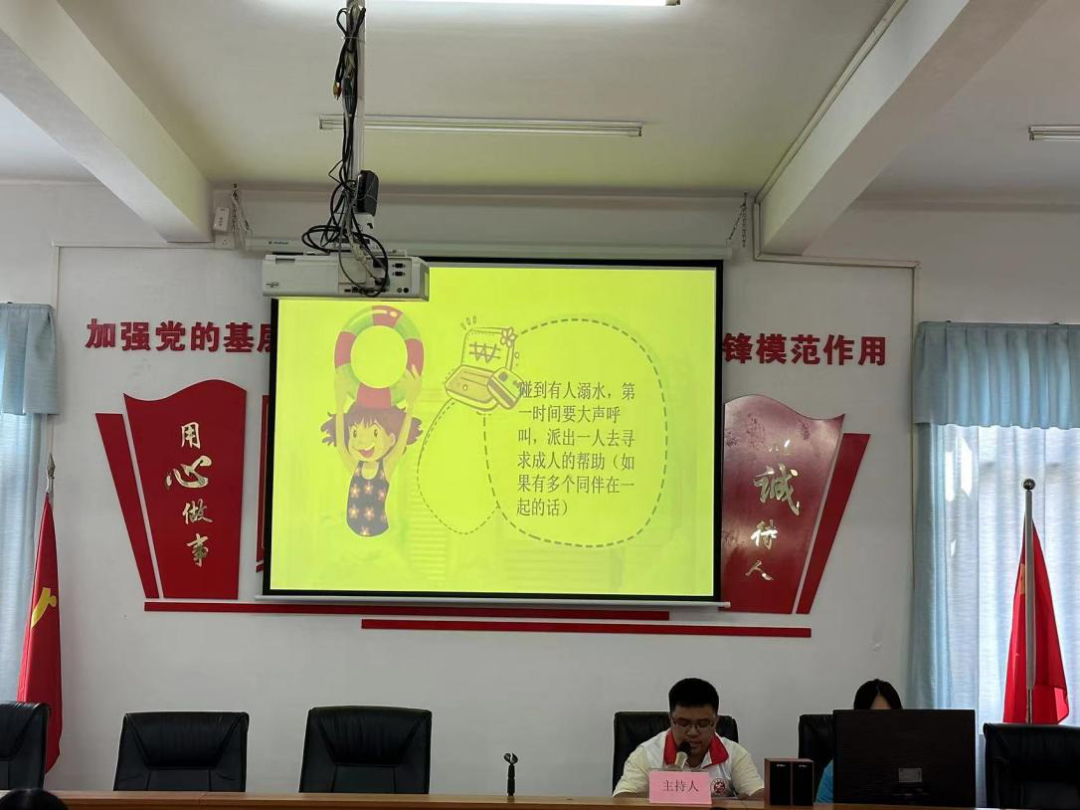 加强党的基层
锋模范作用
用
心
做
事
碰到有人溺水，第
一时间要大声呼
叫，派出一人去寻
求成人的帮助（如
果有多个同伴在一
起的话）
以
诚
待
人
主持人